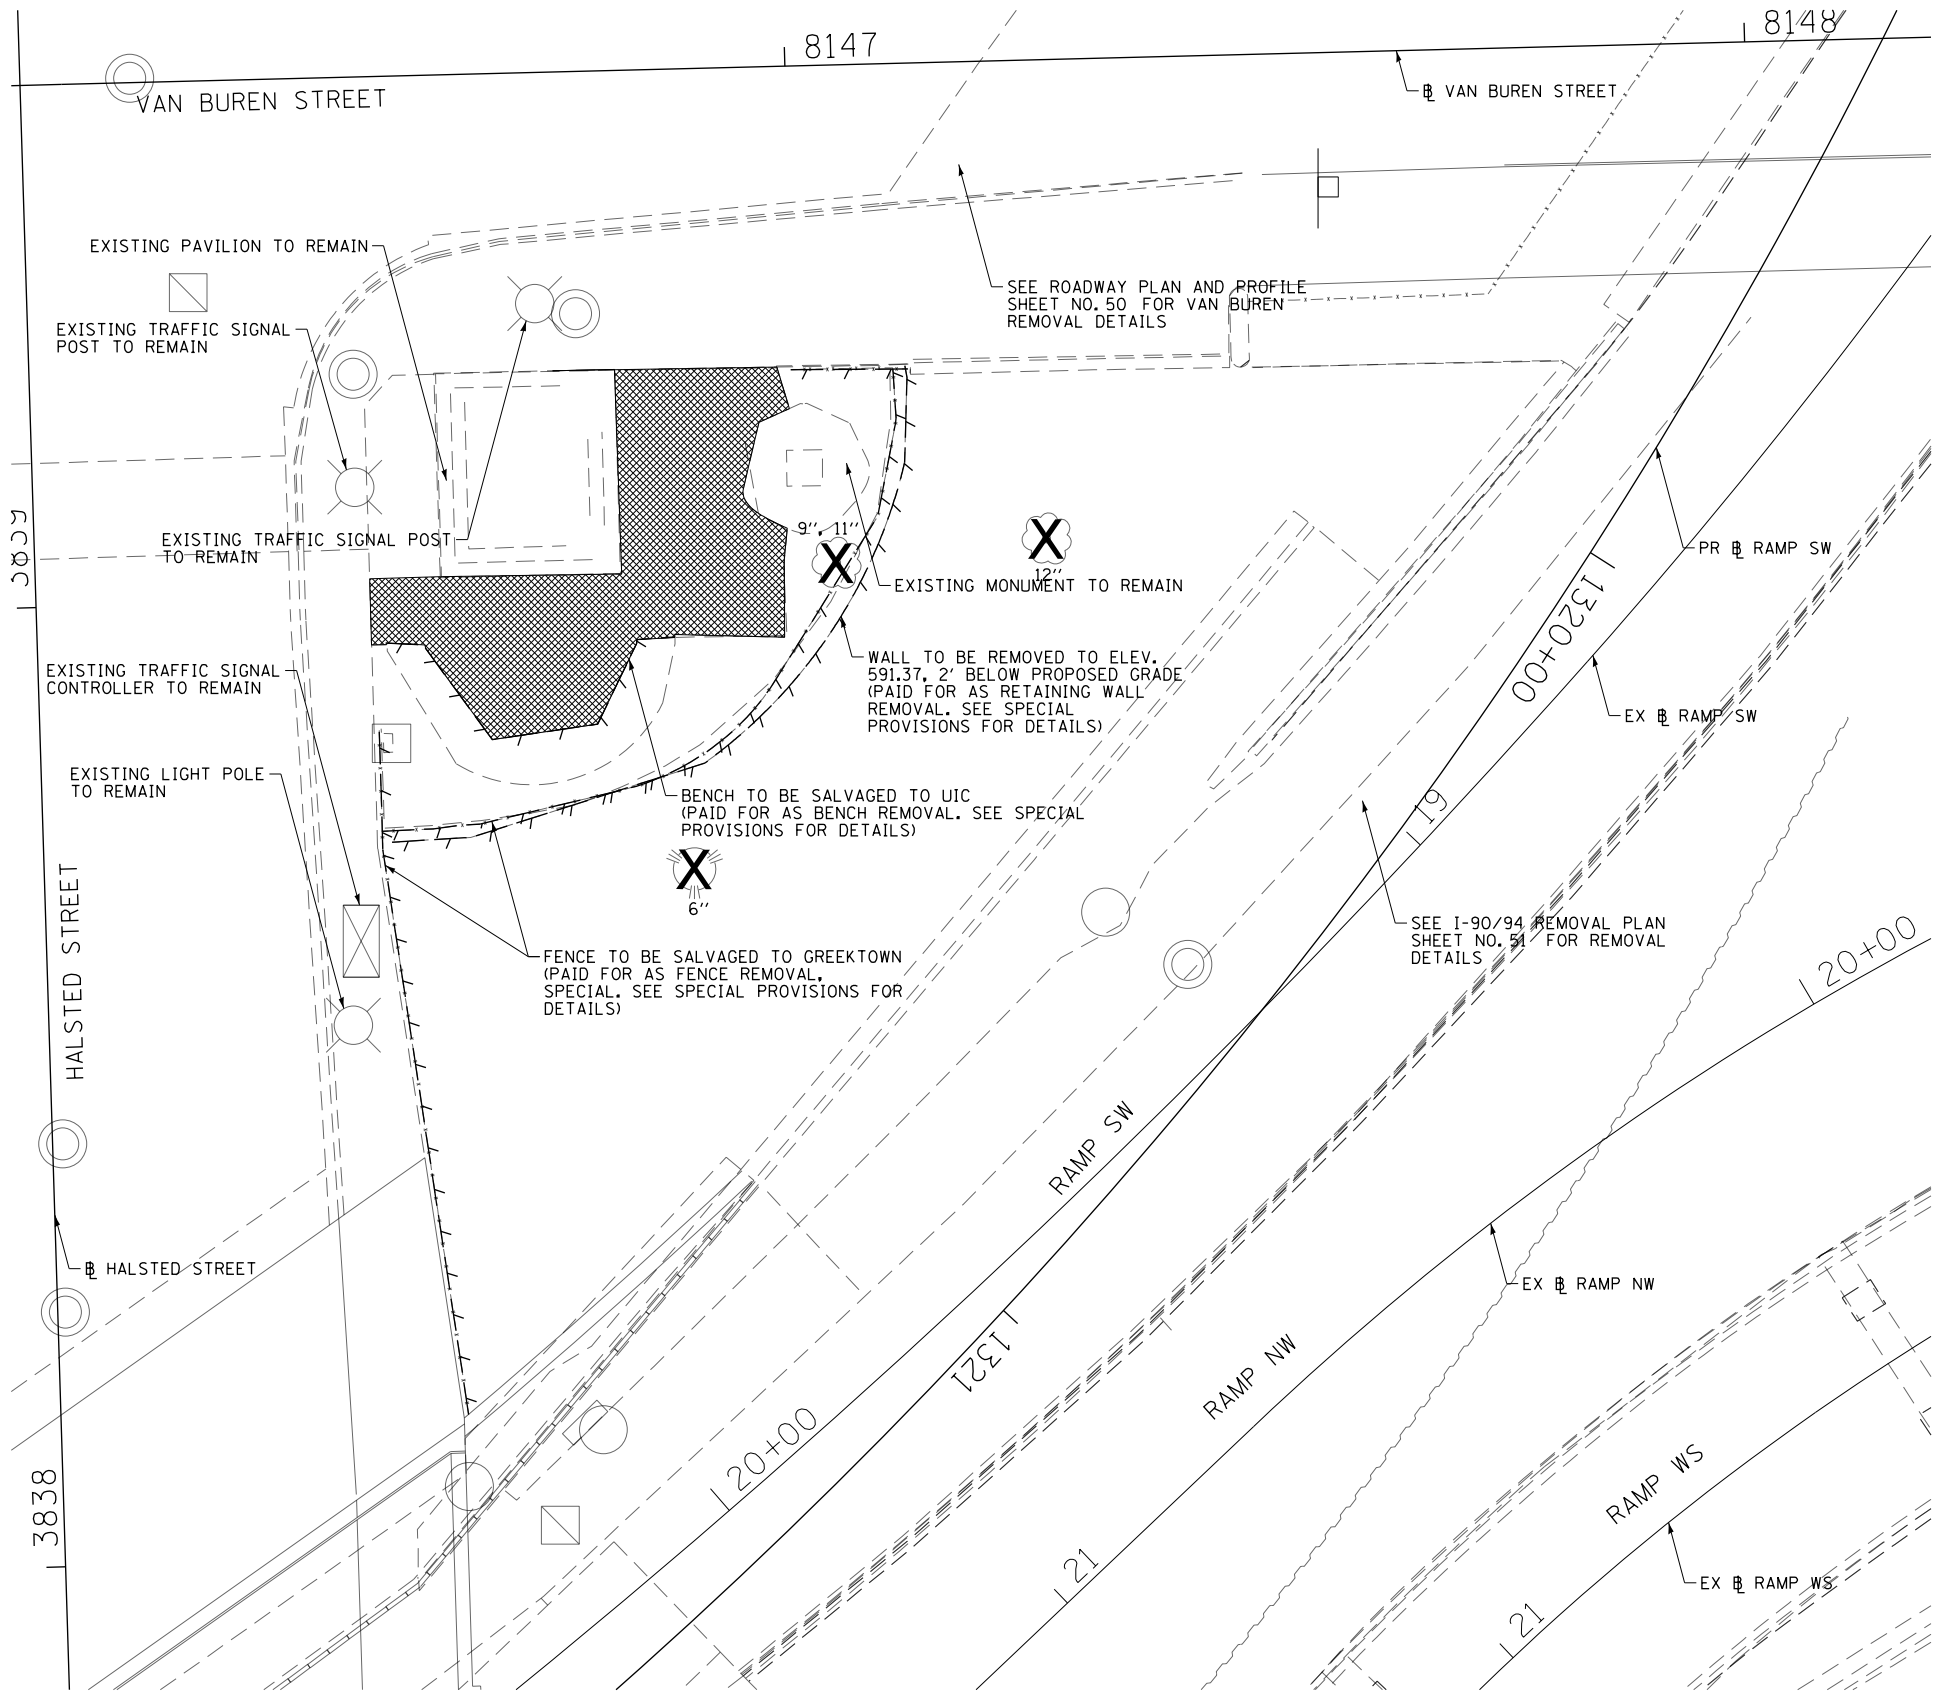 8147
8148
VAN BUREN STREET
℄ VAN BUREN STREET
EXISTING PAVILION TO REMAIN
SEE ROADWAY PLAN AND PROFILE
SHEET NO. 50 FOR VAN BUREN
REMOVAL DETAILS
EXISTING TRAFFIC SIGNAL
POST TO REMAIN
EXISTING TRAFFIC SIGNAL POST
TO REMAIN
9'', 11''
12''
EXISTING MONUMENT TO REMAIN
PR ℄ RAMP SW
1320+00
WALL TO BE REMOVED TO ELEV.
591.37, 2' BELOW PROPOSED GRADE
(PAID FOR AS RETAINING WALL
REMOVAL. SEE SPECIAL
PROVISIONS FOR DETAILS)
EXISTING TRAFFIC SIGNAL
CONTROLLER TO REMAIN
EX ℄ RAMP SW
EXISTING LIGHT POLE
TO REMAIN
BENCH TO BE SALVAGED TO UIC
(PAID FOR AS BENCH REMOVAL. SEE SPECIAL
PROVISIONS FOR DETAILS)
19
6''
HALSTED STREET
SEE I-90/94 REMOVAL PLAN
SHEET NO. 51 FOR REMOVAL
DETAILS
20+00
FENCE TO BE SALVAGED TO GREEKTOWN
(PAID FOR AS FENCE REMOVAL,
SPECIAL. SEE SPECIAL PROVISIONS FOR
DETAILS)
RAMP SW
℄ HALSTED STREET
EX ℄ RAMP NW
1321
RAMP NW
20+00
RAMP WS
3838
21
EX ℄ RAMP WS
21